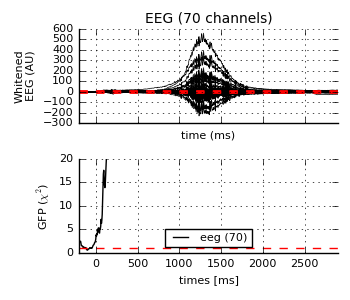 EEG (70 channels)
Whitened
EEG (AU)
600
500
400
300
200
100
0
−100
−200
−300
time (ms)
GFP (χ²)
20
15
10
5
0
eeg (70)
0 500 1000 1500 2000 2500
times [ms]